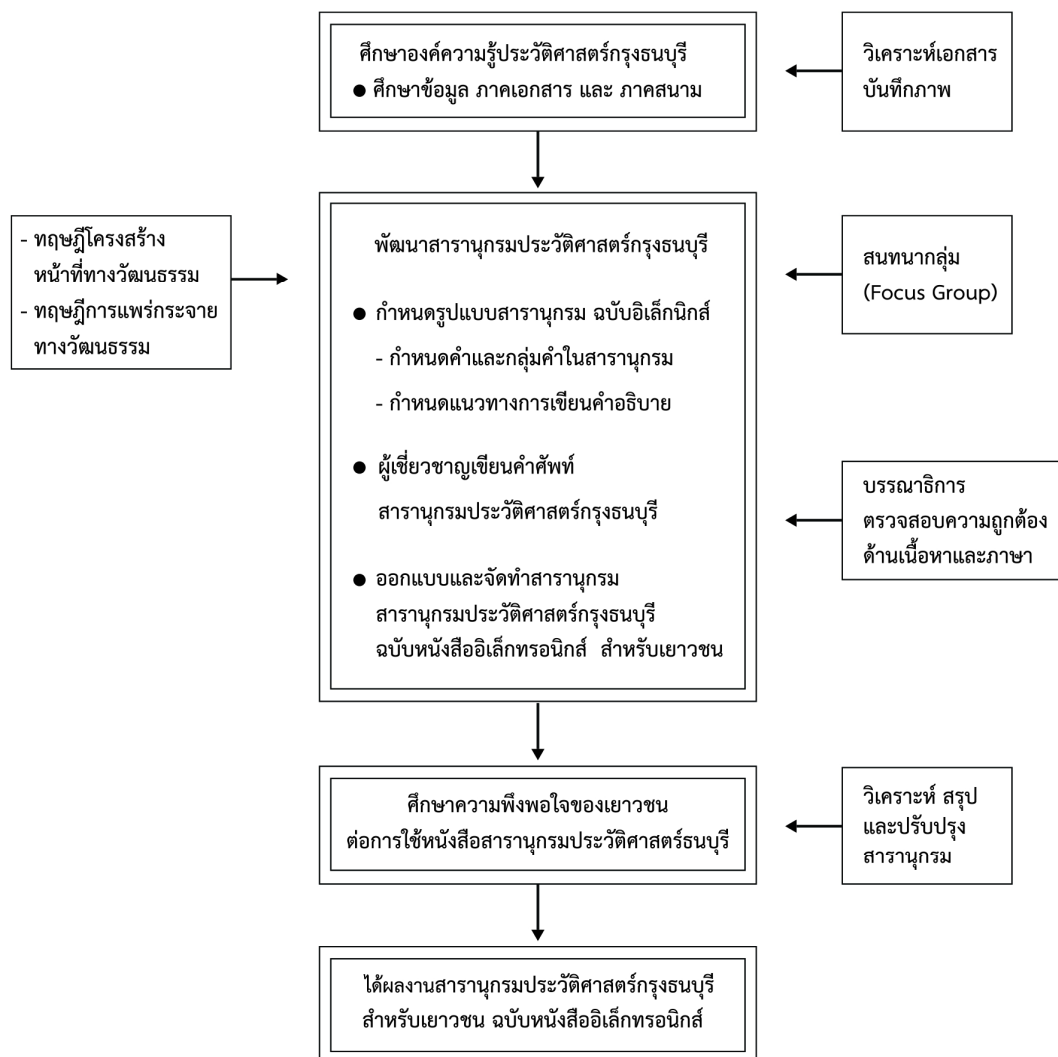 ศึกษาองค์ความรู้ประวัติศาสตร์กรุงธนบุรี
● ศึกษาข้อมูล ภาคเอกสาร และ ภาคสนาม
วิเคราะห์เอกสาร
บันทึกภาพ
- ทฤษฎีโครงสร้าง
หน้าที่ทางวัฒนธรรม
- ทฤษฎีการแพร่กระจาย
ทางวัฒนธรรม
พัฒนาสารานุกรมประวัติศาสตร์กรุงธนบุรี
● กำหนดรูปแบบสารานุกรม ฉบับอิเล็กนิกส์
- กำหนดคำและกลุ่มคำในสารานุกรม
- กำหนดแนวทางการเขียนคำอธิบาย
● ผู้เชี่ยวชาญเขียนคำศัพท์
สารานุกรมประวัติศาสตร์กรุงธนบุรี
● ออกแบบและจัดทำสารานุกรม
สารานุกรมประวัติศาสตร์กรุงธนบุรี
ฉบับหนังสืออิเล็กทรอนิกส์ สำหรับเยาวชน
สนทนากลุ่ม
(Focus Group)
บรรณาธิการ
ตรวจสอบความถูกต้อง
ด้านเนื้อหาและภาษา
ศึกษาความพึงพอใจของเยาวชน
ต่อการใช้หนังสือสารานุกรมประวัติศาสตร์ธนบุรี
วิเคราะห์ สรุป
และปรับปรุง
สารานุกรม
ได้ผลงานสารานุกรมประวัติศาสตร์กรุงธนบุรี
สำหรับเยาวชน ฉบับหนังสืออิเล็กทรอนิกส์